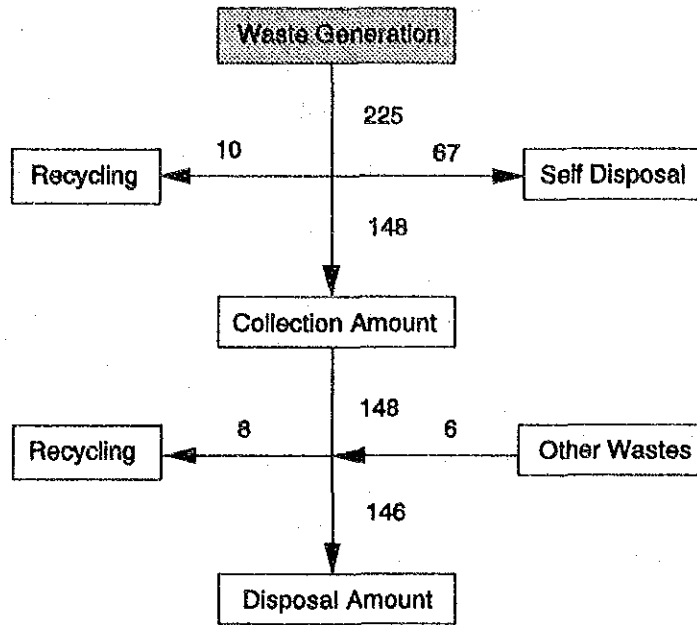 Waste Generation
225
10
67
Recycling
Self Disposal
148
Collection Amount
148
8
6
Recycling
Other Wastes
146
Disposal Amount